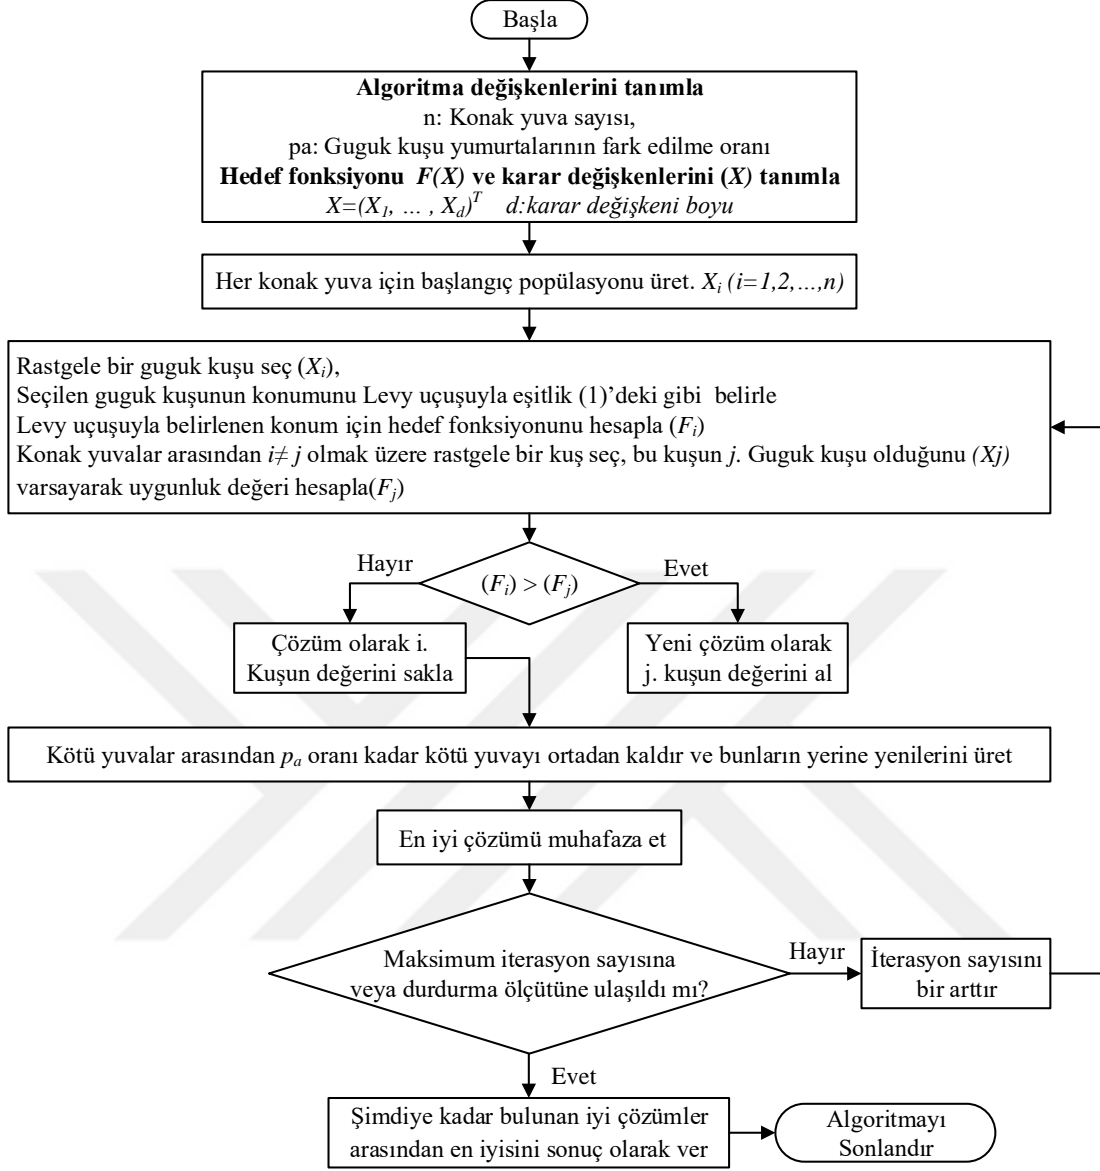 Başla
Algoritma değişkenlerini tanımla
n: Konak yuva sayısı,
pa: Guguk kuşu yumurtalarının fark edilme oranı
Hedef fonksiyonu F(X) ve karar değişkenlerini (X) tanımla
X=(X₁, … , X_d)ᵀ d:karar değişkeni boyu
Her konak yuva için başlangıç popülasyonu üret. Xᵢ (i=1,2,…,n)
Rastgele bir guguk kuşu seç (Xᵢ),
Seçilen guguk kuşunun konumunu Levy uçuşuyla eşitlik (1)’deki gibi belirle
Levy uçuşuyla belirlenen konum için hedef fonksiyonunu hesapla (Fᵢ)
Konak yuvalar arasından i≠ j olmak üzere rastgele bir kuş seç, bu kuşun j. Guguk kuşu olduğunu (Xj)
varsayarak uygunluk değeri hesapla(Fⱼ)
Hayır
(Fᵢ) > (Fⱼ)
Evet
Çözüm olarak i.
Kuşun değerini sakla
Yeni çözüm olarak
j. kuşun değerini al
Kötü yuvalar arasından pₐ oranı kadar kötü yuvayı ortadan kaldır ve bunların yerine yenilerini üret
En iyi çözümü muhafaza et
Maksimum iterasyon sayısına
veya durdurma ölçütüne ulaşıldı mı?
Hayır
İterasyon sayısını
bir arttır
Evet
Şimdiye kadar bulunan iyi çözümler
arasından en iyisini sonuç olarak ver
Algoritmayı
Sonlandır